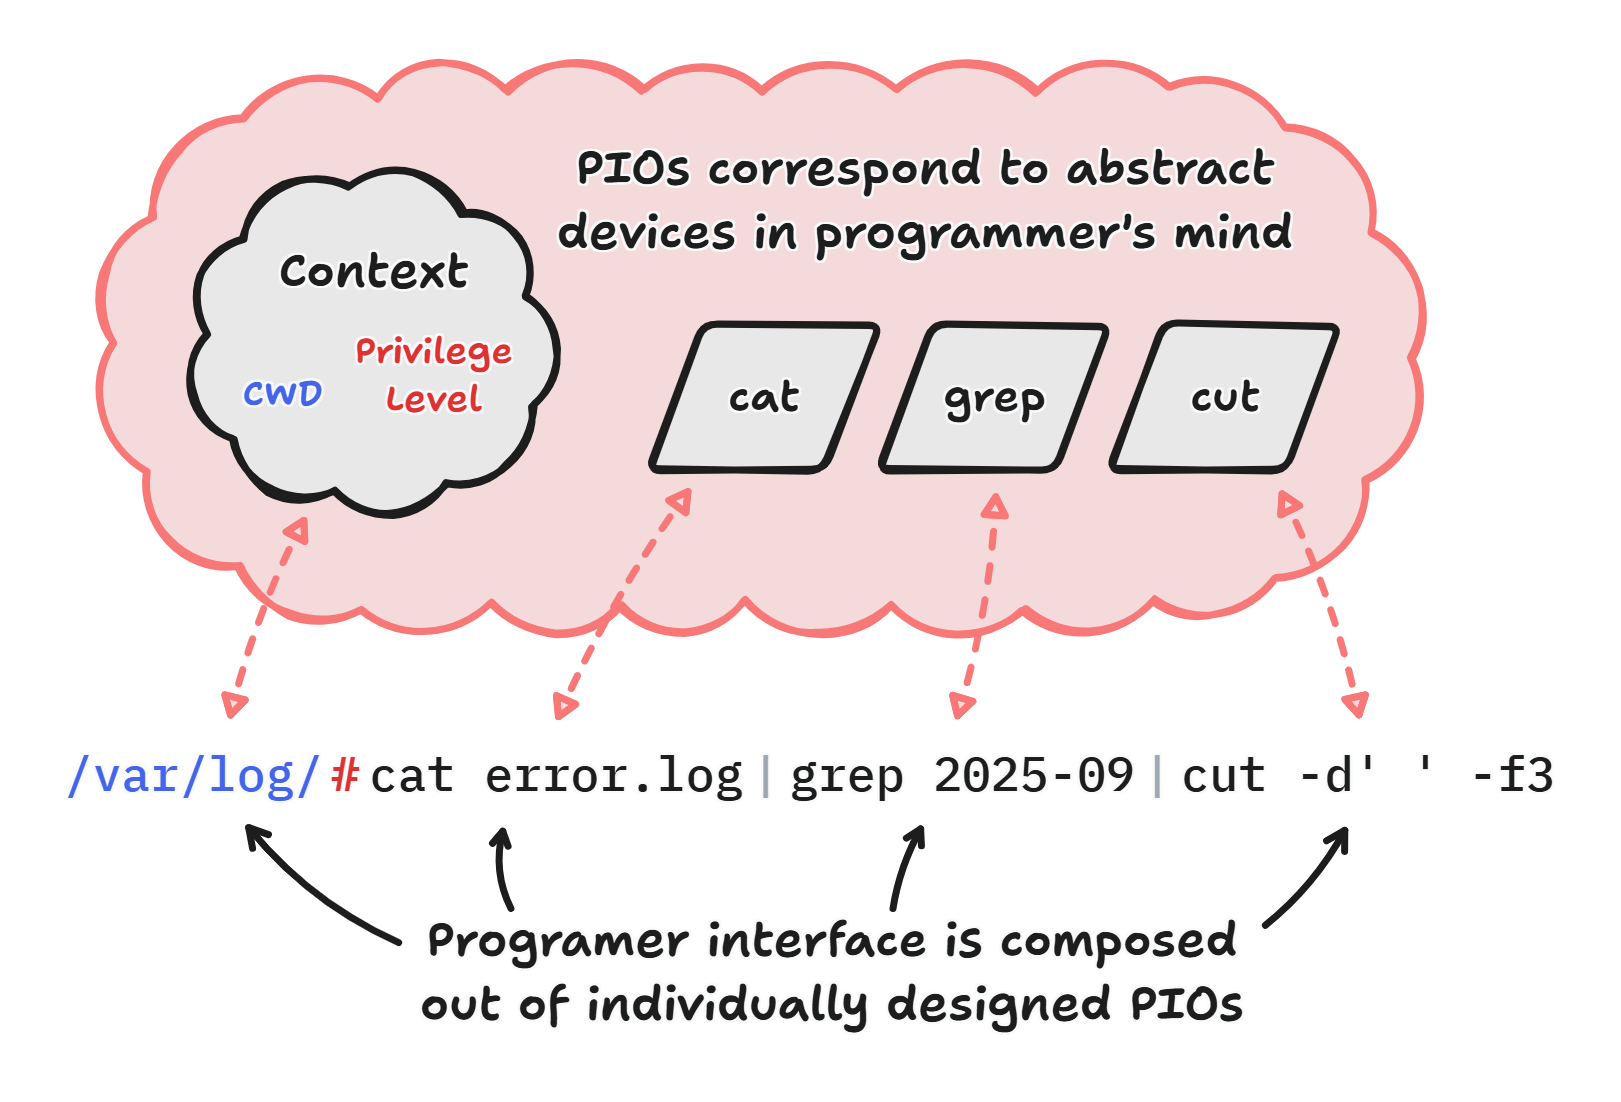 PIOs correspond to abstract
devices in programmer's mind
Context
CWD
Privilege
Level
cat
grep
cut
/var/log/#cat error.log|grep 2025-09|cut -d' ' -f3
Programer interface is composed
out of individually designed PIOs